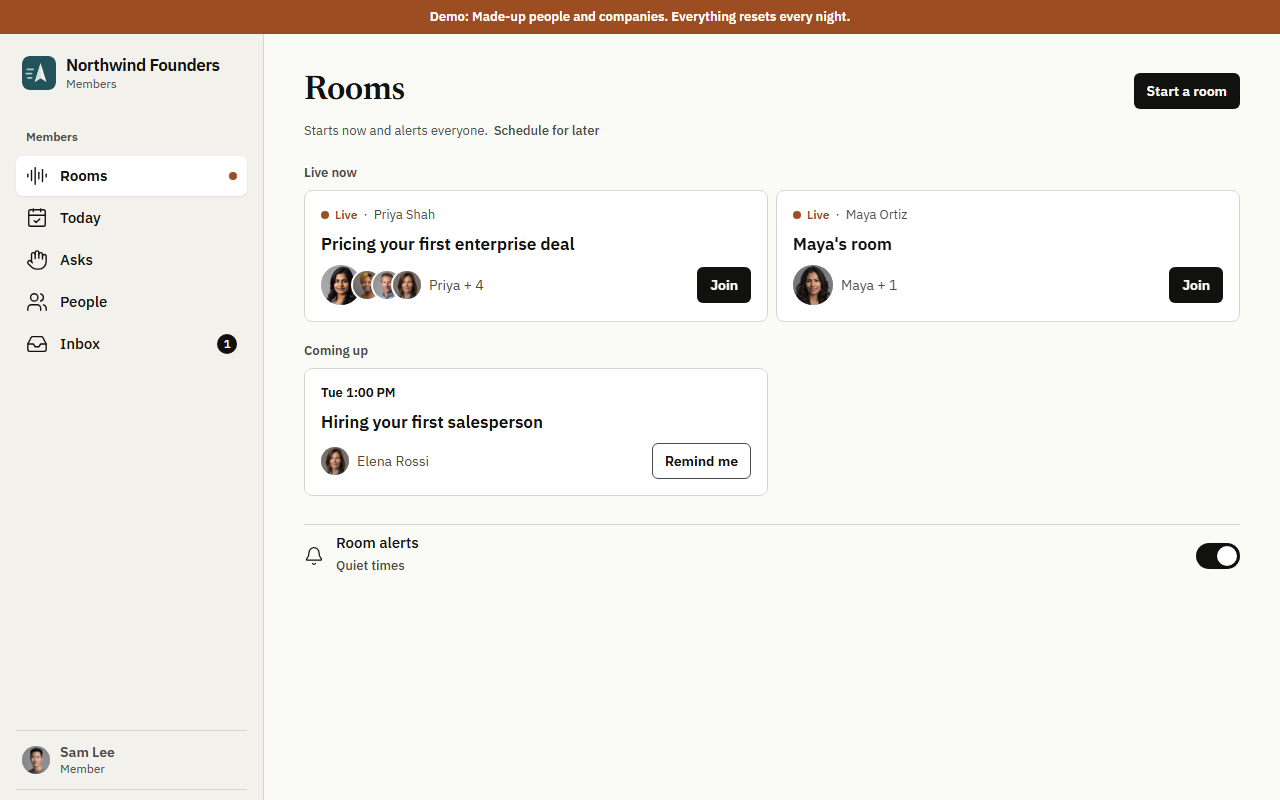 Demo: Made-up people and companies. Everything resets every night.
Northwind Founders
Members
Members
Rooms
Today
Asks
People
Inbox
1
Sam Lee
Member
Rooms
Start a room
Starts now and alerts everyone. Schedule for later
Live now
Live · Priya Shah
Pricing your first enterprise deal
Priya + 4
Join
Live · Maya Ortiz
Maya's room
Maya + 1
Join
Coming up
Tue 1:00 PM
Hiring your first salesperson
Elena Rossi
Remind me
Room alerts
Quiet times